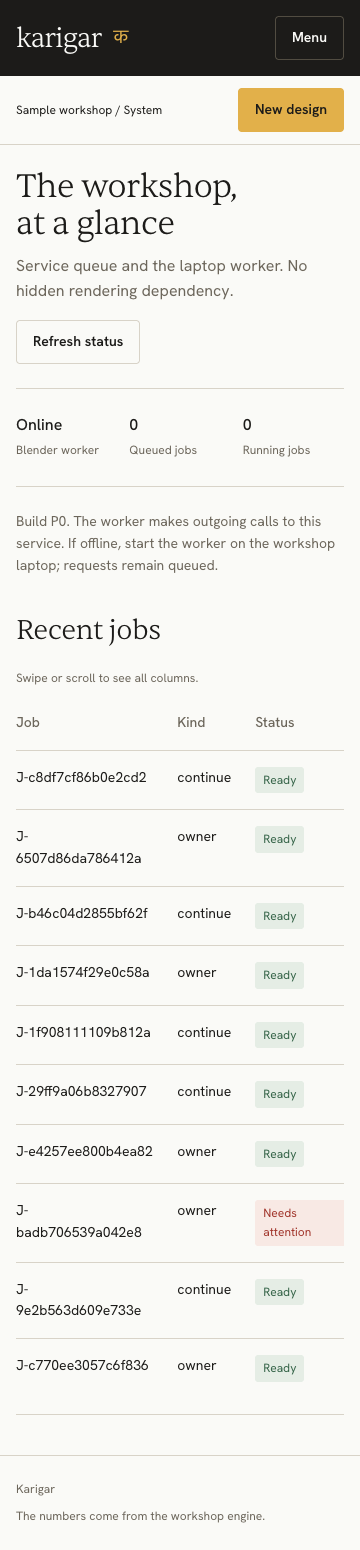 karigar क
Menu
Sample workshop / System
New design
The workshop,
at a glance
Service queue and the laptop worker. No
hidden rendering dependency.
Refresh status
Online 0 0
Blender worker Queued jobs Running jobs
Build P0. The worker makes outgoing calls to this
service. If offline, start the worker on the workshop
laptop; requests remain queued.
Recent jobs
Swipe or scroll to see all columns.
Job Kind Status
J-c8df7cf86b0e2cd2 continue Ready
J- owner Ready
6507d86da786412a
J-b46c04d2855bf62f continue Ready
J-1da1574f29e0c58a owner Ready
J-1f908111109b812a continue Ready
J-29ff9a06b8327907 continue Ready
J-e4257ee800b4ea82 owner Ready
J- owner Needs
badb706539a042e8 attention
J- continue Ready
9e2b563d609e733e
J-c770ee3057c6f836 owner Ready
Karigar
The numbers come from the workshop engine.